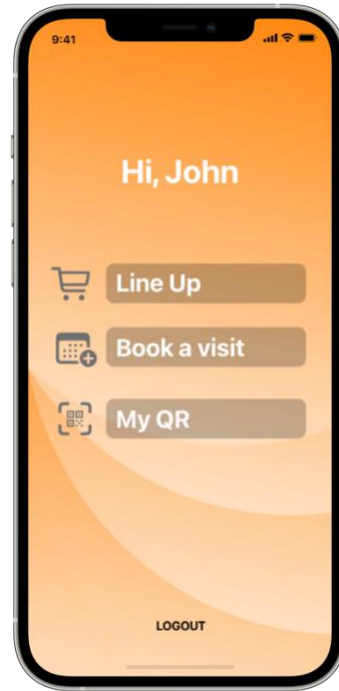 9:41
Hi, John
Line Up
Book a visit
My QR
LOGOUT